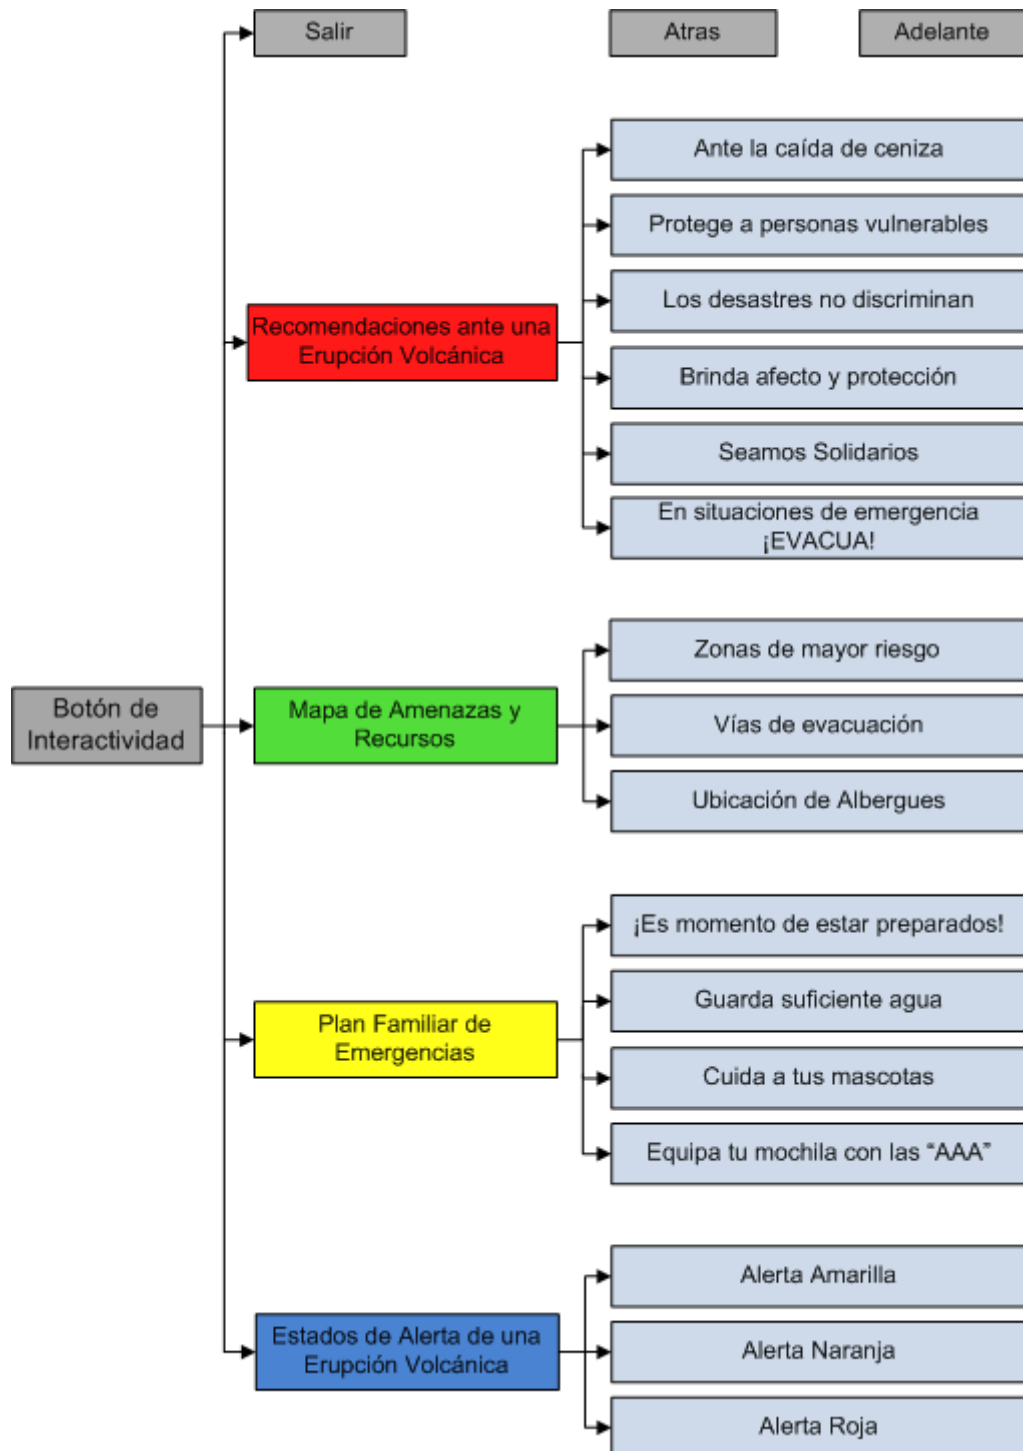 Salir
Atras
Adelante
Ante la caída de ceniza
Protege a personas vulnerables
Los desastres no discriminan
Recomendaciones ante una
Erupción Volcánica
Brinda afecto y protección
Seamos Solidarios
En situaciones de emergencia
¡EVACUA!
Zonas de mayor riesgo
Botón de
Interactividad
Mapa de Amenazas y
Recursos
Vías de evacuación
Ubicación de Albergues
¡Es momento de estar preparados!
Guarda suficiente agua
Plan Familiar de
Emergencias
Cuida a tus mascotas
Equipa tu mochila con las “AAA”
Alerta Amarilla
Estados de Alerta de una
Erupción Volcánica
Alerta Naranja
Alerta Roja